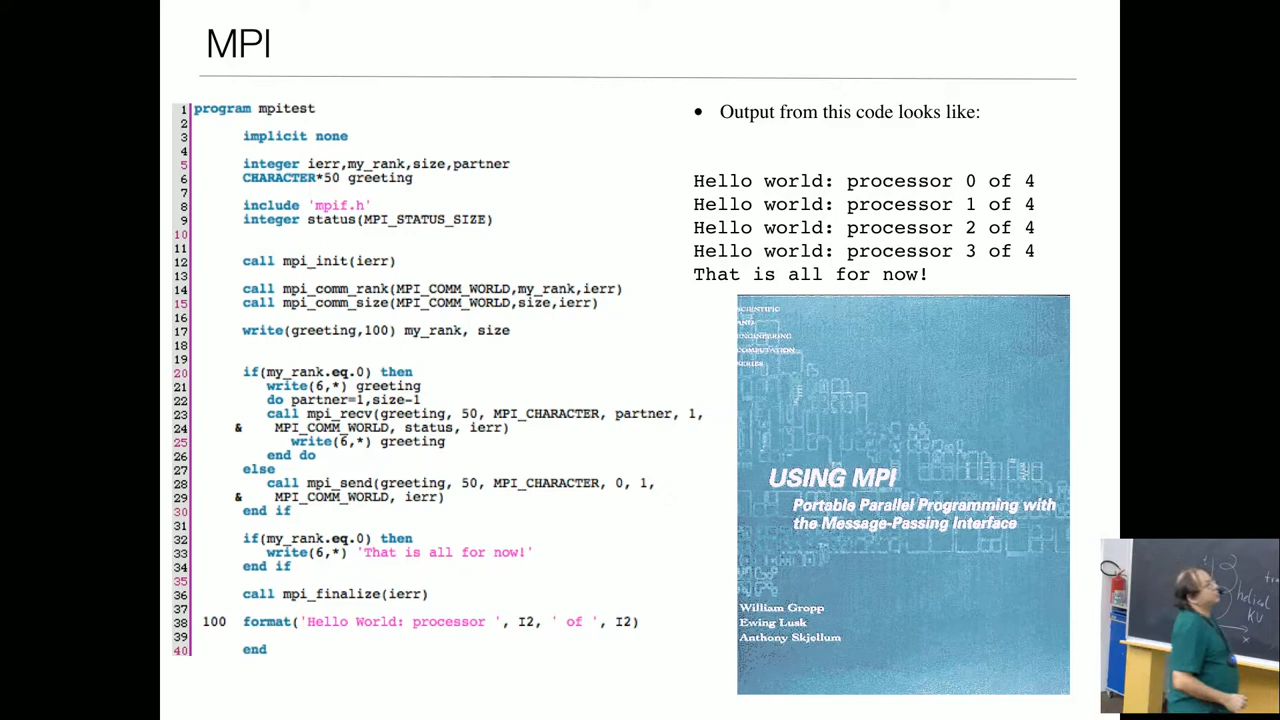 MPI
1 program mpitest
2
3 implicit none
4
5 integer ierr,my_rank,size,partner
6 CHARACTER*50 greeting
7
8 include 'mpif.h'
9 integer status(MPI_STATUS_SIZE)
10
11
12 call mpi_init(ierr)
13
14 call mpi_comm_rank(MPI_COMM_WORLD,my_rank,ierr)
15 call mpi_comm_size(MPI_COMM_WORLD,size,ierr)
16
17 write(greeting,100) my_rank, size
18
19
20 if(my_rank.eq.0) then
21 write(6,*) greeting
22 do partner=1,size-1
23 call mpi_recv(greeting, 50, MPI_CHARACTER, partner, 1,
24 & MPI_COMM_WORLD, status, ierr)
25 write(6,*) greeting
26 end do
27 else
28 call mpi_send(greeting, 50, MPI_CHARACTER, 0, 1,
29 & MPI_COMM_WORLD, ierr)
30 end if
31
32 if(my_rank.eq.0) then
33 write(6,*) 'That is all for now!'
34 end if
35
36 call mpi_finalize(ierr)
37
38 100 format('Hello World: processor ', I2, ' of ', I2)
39
40 end
• Output from this code looks like:
Hello world: processor 0 of 4
Hello world: processor 1 of 4
Hello world: processor 2 of 4
Hello world: processor 3 of 4
That is all for now!
SCIENTIFIC
AND
ENGINEERING
COMPUTATION
SERIES
USING MPI
Portable Parallel Programming with
the Message-Passing Interface
William Gropp
Ewing Lusk
Anthony Skjellum
helical
KV
x